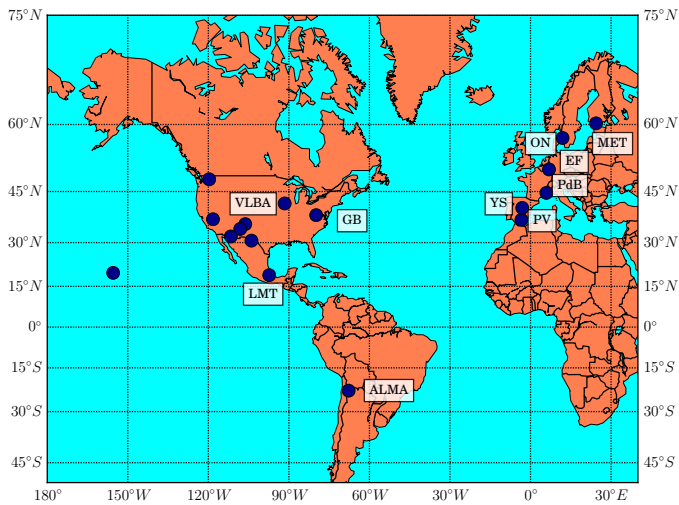 75°N 75°N
60°N 60°N
ON MET
EF
PdB
45°N 45°N
VLBA YS
GB PV
30°N 30°N
LMT
15°N 15°N
0° 0°
15°S 15°S
ALMA
30°S 30°S
45°S 45°S
180° 150°W 120°W 90°W 60°W 30°W 0° 30°E